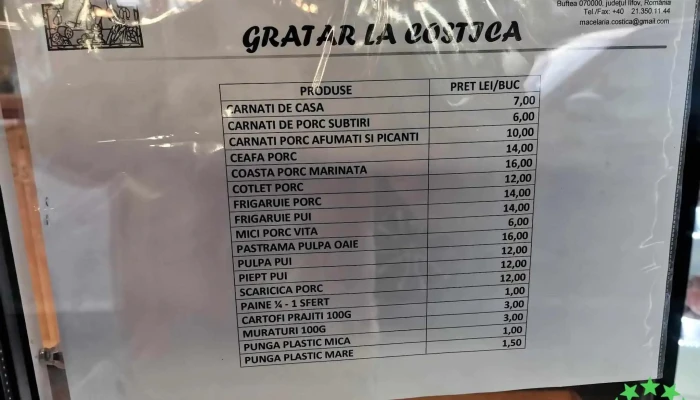 Buftea 070000, județul Ilfov, România
Tel./Fax: +40 21.350.11.44
macelaria.costica@gmail.com
GRATAR LA COSTICA
PRODUSE PRET LEI/BUC
CARNATI DE CASA 7,00
CARNATI DE PORC SUBTIRI 6,00
CARNATI PORC AFUMATI SI PICANTI 10,00
CEAFA PORC 14,00
COASTA PORC MARINATA 16,00
COTLET PORC 12,00
FRIGARUIE PORC 14,00
FRIGARUIE PUI 14,00
MICI PORC VITA 6,00
PASTRAMA PULPA OAIE 16,00
PULPA PUI 12,00
PIEPT PUI 12,00
SCARICICA PORC 12,00
PAINE ¼ - 1 SFERT 1,00
CARTOFI PRAJITI 100G 3,00
MURATURI 100G 3,00
PUNGA PLASTIC MICA 1,00
PUNGA PLASTIC MARE 1,50